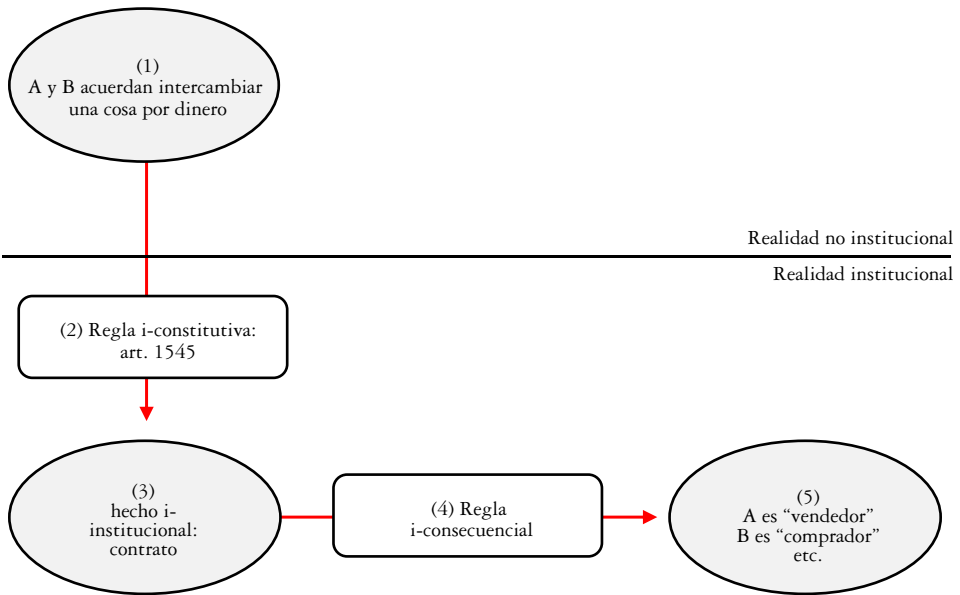 (1)
A y B acuerdan intercambiar
una cosa por dinero
Realidad no institucional
Realidad institucional
(2) Regla i-constitutiva:
art. 1545
(3)
hecho i-
institucional:
contrato
(4) Regla
i-consecuencial
(5)
A es “vendedor”
B es “comprador”
etc.